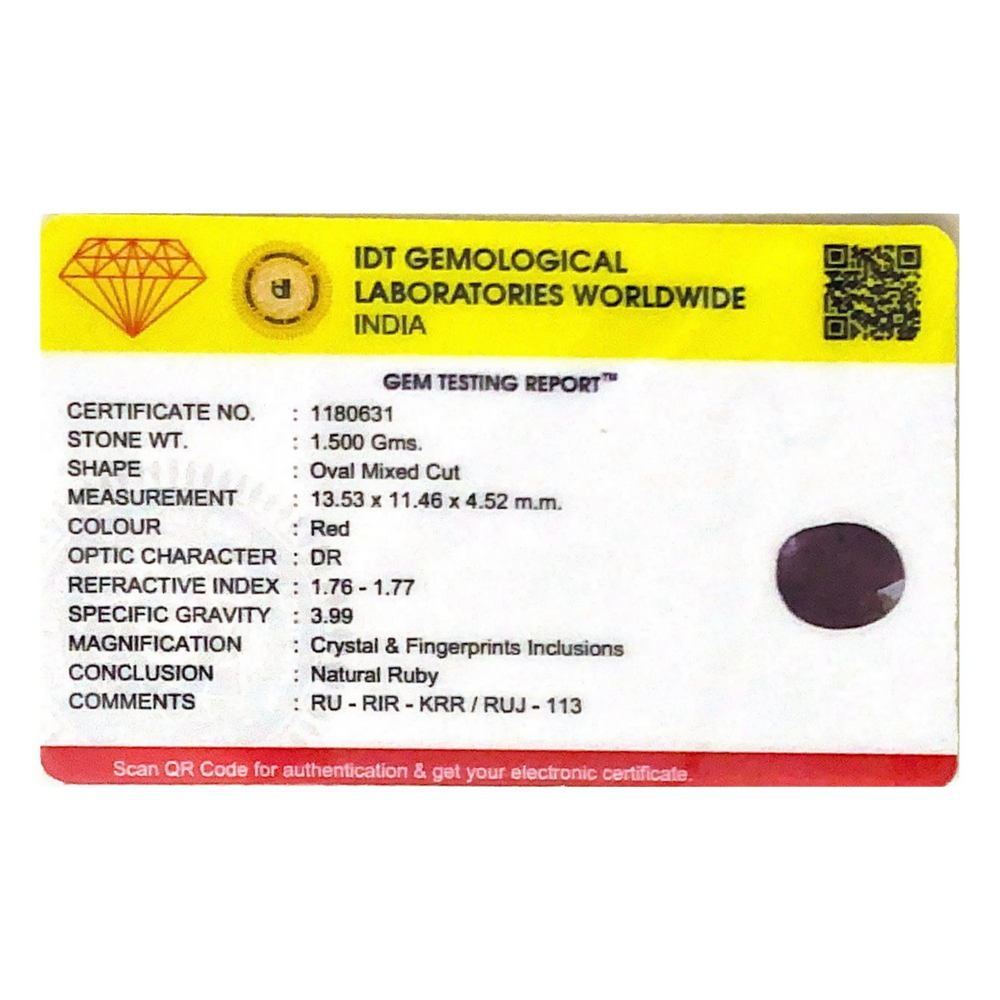 IDT GEMOLOGICAL
LABORATORIES WORLDWIDE
INDIA
GEM TESTING REPORT™
CERTIFICATE NO. : 1180631
STONE WT. : 1.500 Gms.
SHAPE : Oval Mixed Cut
MEASUREMENT : 13.53 x 11.46 x 4.52 m.m.
COLOUR : Red
OPTIC CHARACTER : DR
REFRACTIVE INDEX : 1.76 - 1.77
SPECIFIC GRAVITY : 3.99
MAGNIFICATION : Crystal & Fingerprints Inclusions
CONCLUSION : Natural Ruby
COMMENTS : RU - RIR - KRR / RUJ - 113
Scan QR Code for authentication & get your electronic certificate.